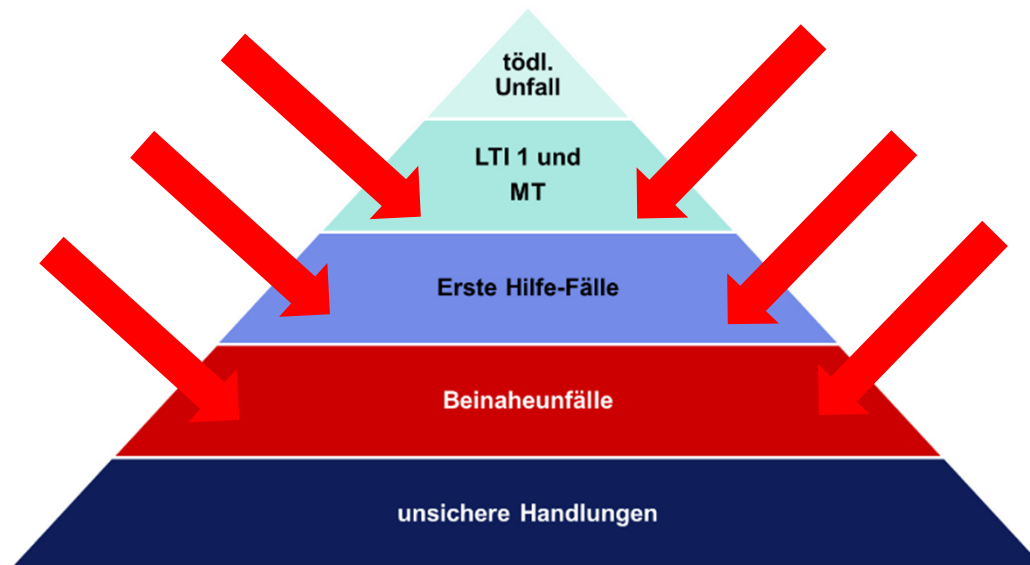 tödl.
Unfall
LTI 1 und
MT
Erste Hilfe-Fälle
Beinaheunfälle
unsichere Handlungen